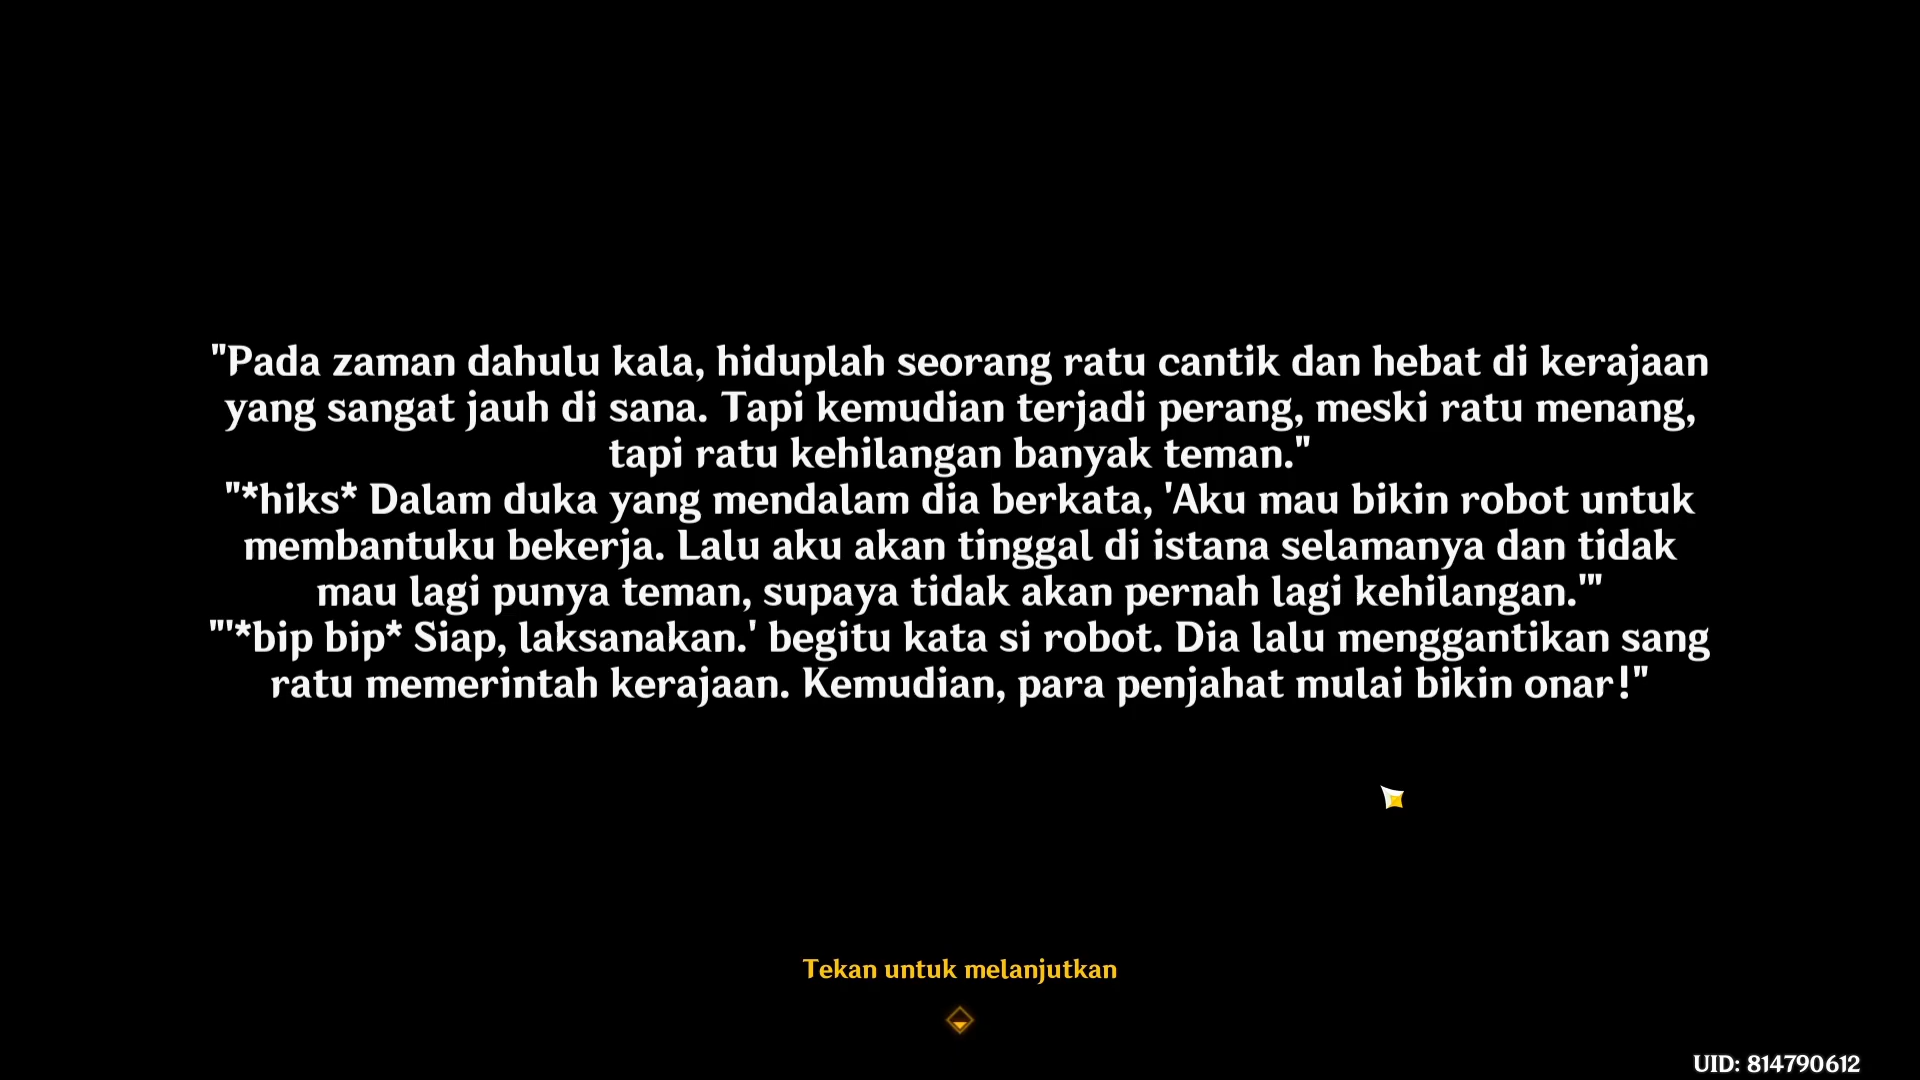 "Pada zaman dahulu kala, hiduplah seorang ratu cantik dan hebat di kerajaan
yang sangat jauh di sana. Tapi kemudian terjadi perang, meski ratu menang,
tapi ratu kehilangan banyak teman."
"*hiks* Dalam duka yang mendalam dia berkata, 'Aku mau bikin robot untuk
membantuku bekerja. Lalu aku akan tinggal di istana selamanya dan tidak
mau lagi punya teman, supaya tidak akan pernah lagi kehilangan.'"
"'*bip bip* Siap, laksanakan.' begitu kata si robot. Dia lalu menggantikan sang
ratu memerintah kerajaan. Kemudian, para penjahat mulai bikin onar!"
Tekan untuk melanjutkan
UID: 814790612